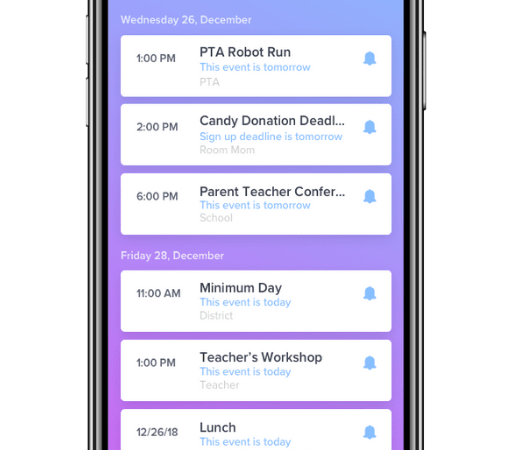 Wednesday 26, December
1:00 PM
PTA Robot Run
This event is tomorrow
PTA
2:00 PM
Candy Donation Deadl...
Sign up deadline is tomorrow
Room Mom
6:00 PM
Parent Teacher Confer...
This event is tomorrow
School
Friday 28, December
11:00 AM
Minimum Day
This event is today
District
1:00 PM
Teacher's Workshop
This event is today
Teacher
12/26/18
Lunch
This event is today